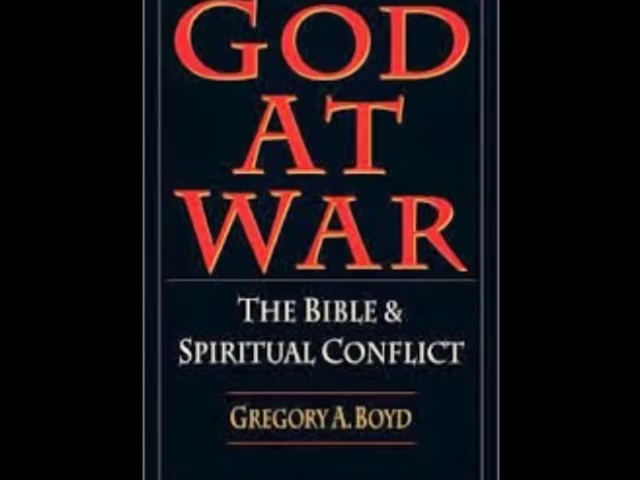 GOD
AT
WAR
THE BIBLE &
SPIRITUAL CONFLICT
GREGORY A. BOYD